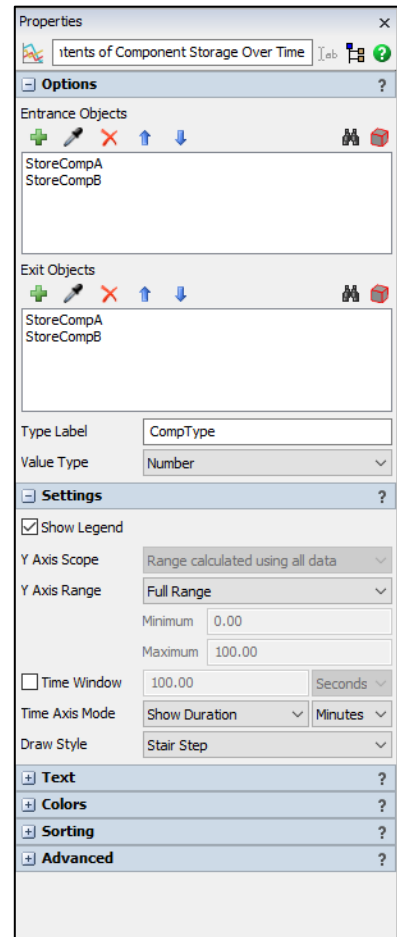 Properties
ntents of Component Storage Over Time
Options ?
Entrance Objects
StoreCompA
StoreCompB
Exit Objects
StoreCompA
StoreCompB
Type Label CompType
Value Type Number
Settings ?
Show Legend
Y Axis Scope Range calculated using all data
Y Axis Range Full Range
Minimum 0.00
Maximum 100.00
Time Window 100.00 Seconds
Time Axis Mode Show Duration Minutes
Draw Style Stair Step
Text ?
Colors ?
Sorting ?
Advanced ?